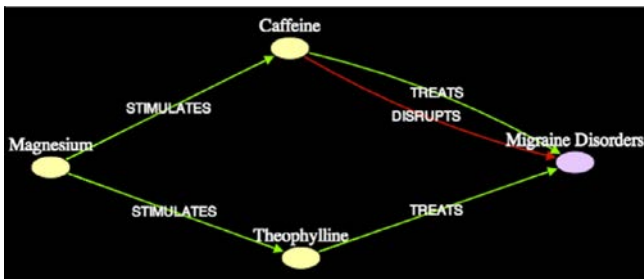 Caffeine
TREATS
STIMULATES
DISRUPTS
Magnesium
Migraine Disorders
STIMULATES
TREATS
Theophylline